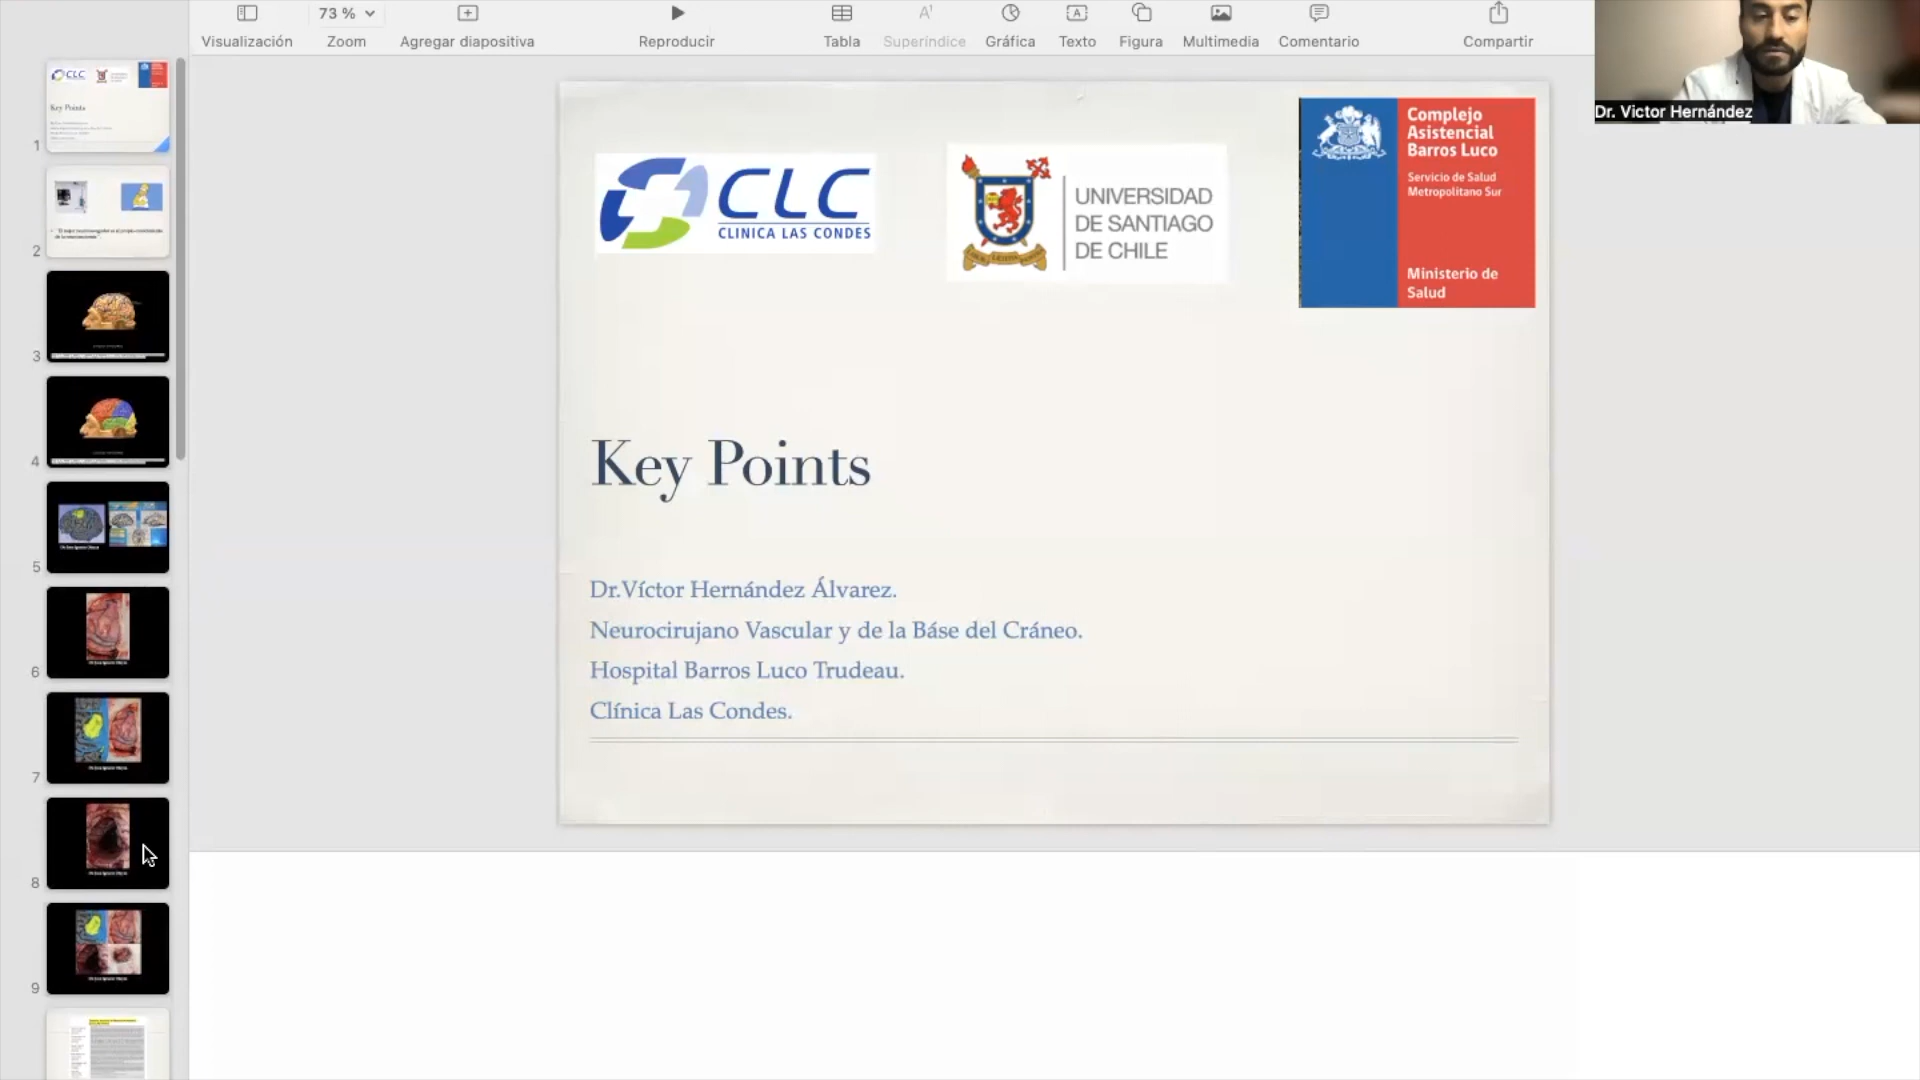 Visualización
73 %
Zoom
Agregar diapositiva
Reproducir
Tabla
Superíndice
Gráfica
Texto
Figura
Multimedia
Comentario
Compartir
Dr. Victor Hernández
CLC
CLINICA LAS CONDES
UNIVERSIDAD
DE SANTIAGO
DE CHILE
Complejo
Asistencial
Barros Luco
Servicio de Salud
Metropolitano Sur
Ministerio de
Salud
Key Points
Dr.Víctor Hernández Álvarez.
Neurocirujano Vascular y de la Báse del Cráneo.
Hospital Barros Luco Trudeau.
Clínica Las Condes.
CLC
Key Points
1
2
3
4
5
6
7
8
9